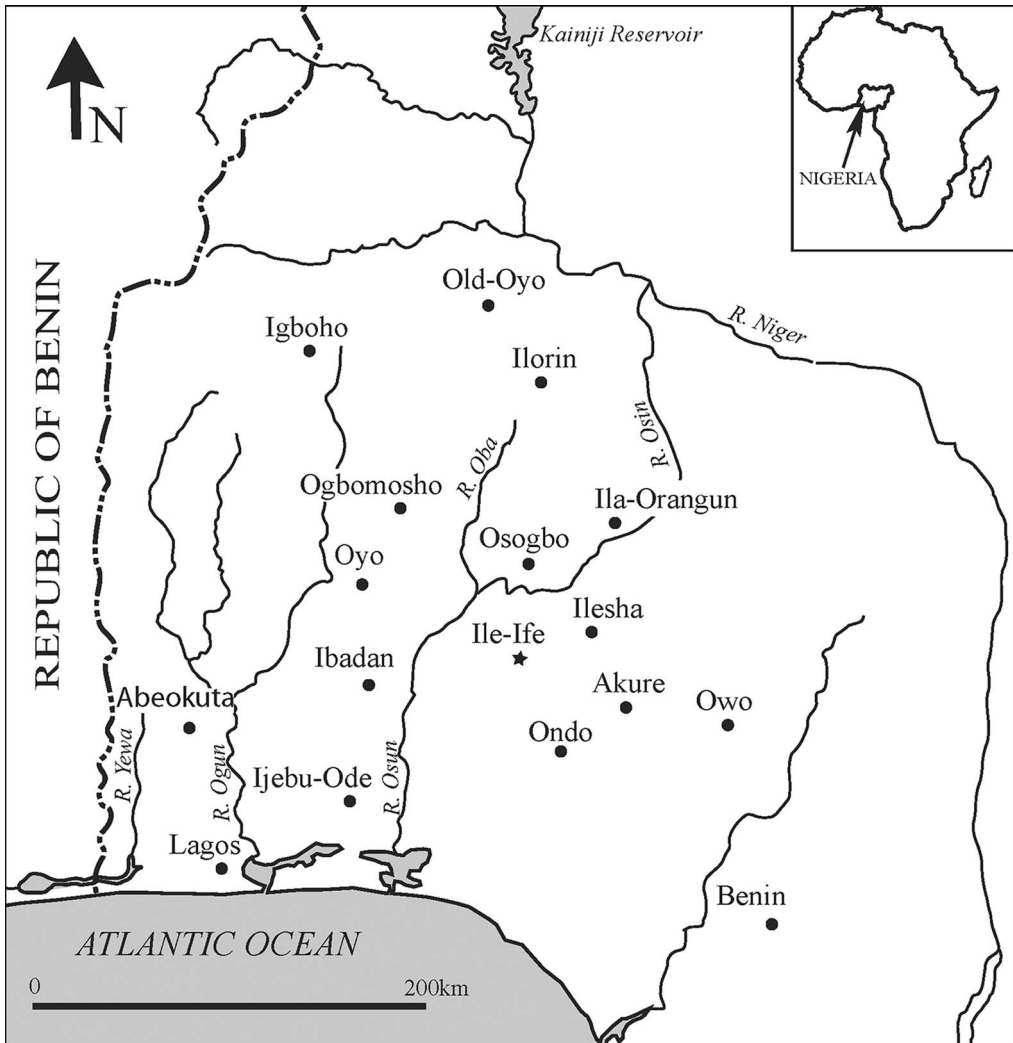 Kainiji Reservoir
N
NIGERIA
REPUBLIC OF BENIN
Old-Oyo
R. Niger
Igboho
Ilorin
R. Osin
R. Oba
Ogbomosho
Ila-Orangun
Osogbo
Oyo
Ilesha
Ile-Ife
Ibadan
Akure
Owo
Abeokuta
Ondo
R. Yewa
R. Ogun
R. Osun
Ijebu-Ode
Lagos
Benin
ATLANTIC OCEAN
0 200km